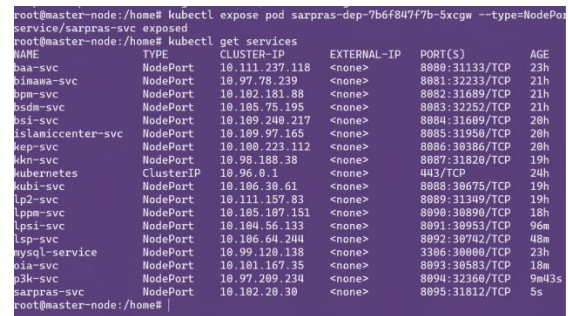 root@master-node:/home# kubectl expose pod sarpras-dep-7b6f847f7b-5xcgw --type=NodePor
service/sarpras-svc exposed
root@master-node:/home# kubectl get services
NAME TYPE CLUSTER-IP EXTERNAL-IP PORT(S) AGE
baa-svc NodePort 10.111.237.118 <none> 8080:31133/TCP 23h
bimawa-svc NodePort 10.97.78.239 <none> 8081:32233/TCP 21h
bpm-svc NodePort 10.102.181.88 <none> 8082:31689/TCP 21h
bsdm-svc NodePort 10.105.75.195 <none> 8083:32252/TCP 21h
bsi-svc NodePort 10.109.240.217 <none> 8084:31609/TCP 20h
islamiccenter-svc NodePort 10.109.97.165 <none> 8085:31950/TCP 20h
kep-svc NodePort 10.100.223.112 <none> 8086:30386/TCP 20h
kkn-svc NodePort 10.98.188.38 <none> 8087:31820/TCP 19h
kubernetes ClusterIP 10.96.0.1 <none> 443/TCP 24h
kubi-svc NodePort 10.106.30.61 <none> 8088:30675/TCP 19h
lp2-svc NodePort 10.111.157.83 <none> 8089:31349/TCP 19h
lppm-svc NodePort 10.105.107.151 <none> 8090:30890/TCP 18h
lpsi-svc NodePort 10.104.56.133 <none> 8091:30953/TCP 96m
lsp-svc NodePort 10.106.64.244 <none> 8092:30742/TCP 48m
mysql-service NodePort 10.99.120.138 <none> 3306:30000/TCP 23h
oia-svc NodePort 10.101.167.35 <none> 8093:30583/TCP 18m
p3k-svc NodePort 10.97.209.234 <none> 8094:32360/TCP 9m43s
sarpras-svc NodePort 10.102.20.30 <none> 8095:31812/TCP 5s
root@master-node:/home#